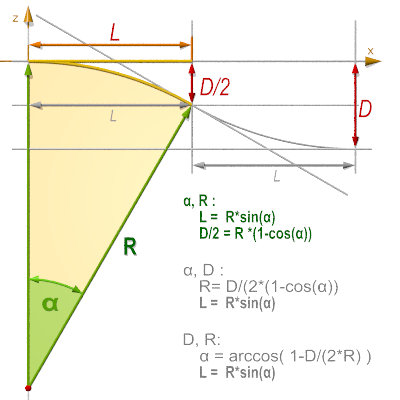 z
L
x
D/2
D
L
L
R
α
α, R :
L = R*sin(α)
D/2 = R *(1-cos(α))
α, D :
R= D/(2*(1-cos(α))
L = R*sin(α)
D, R:
α = arccos( 1-D/(2*R) )
L = R*sin(α)